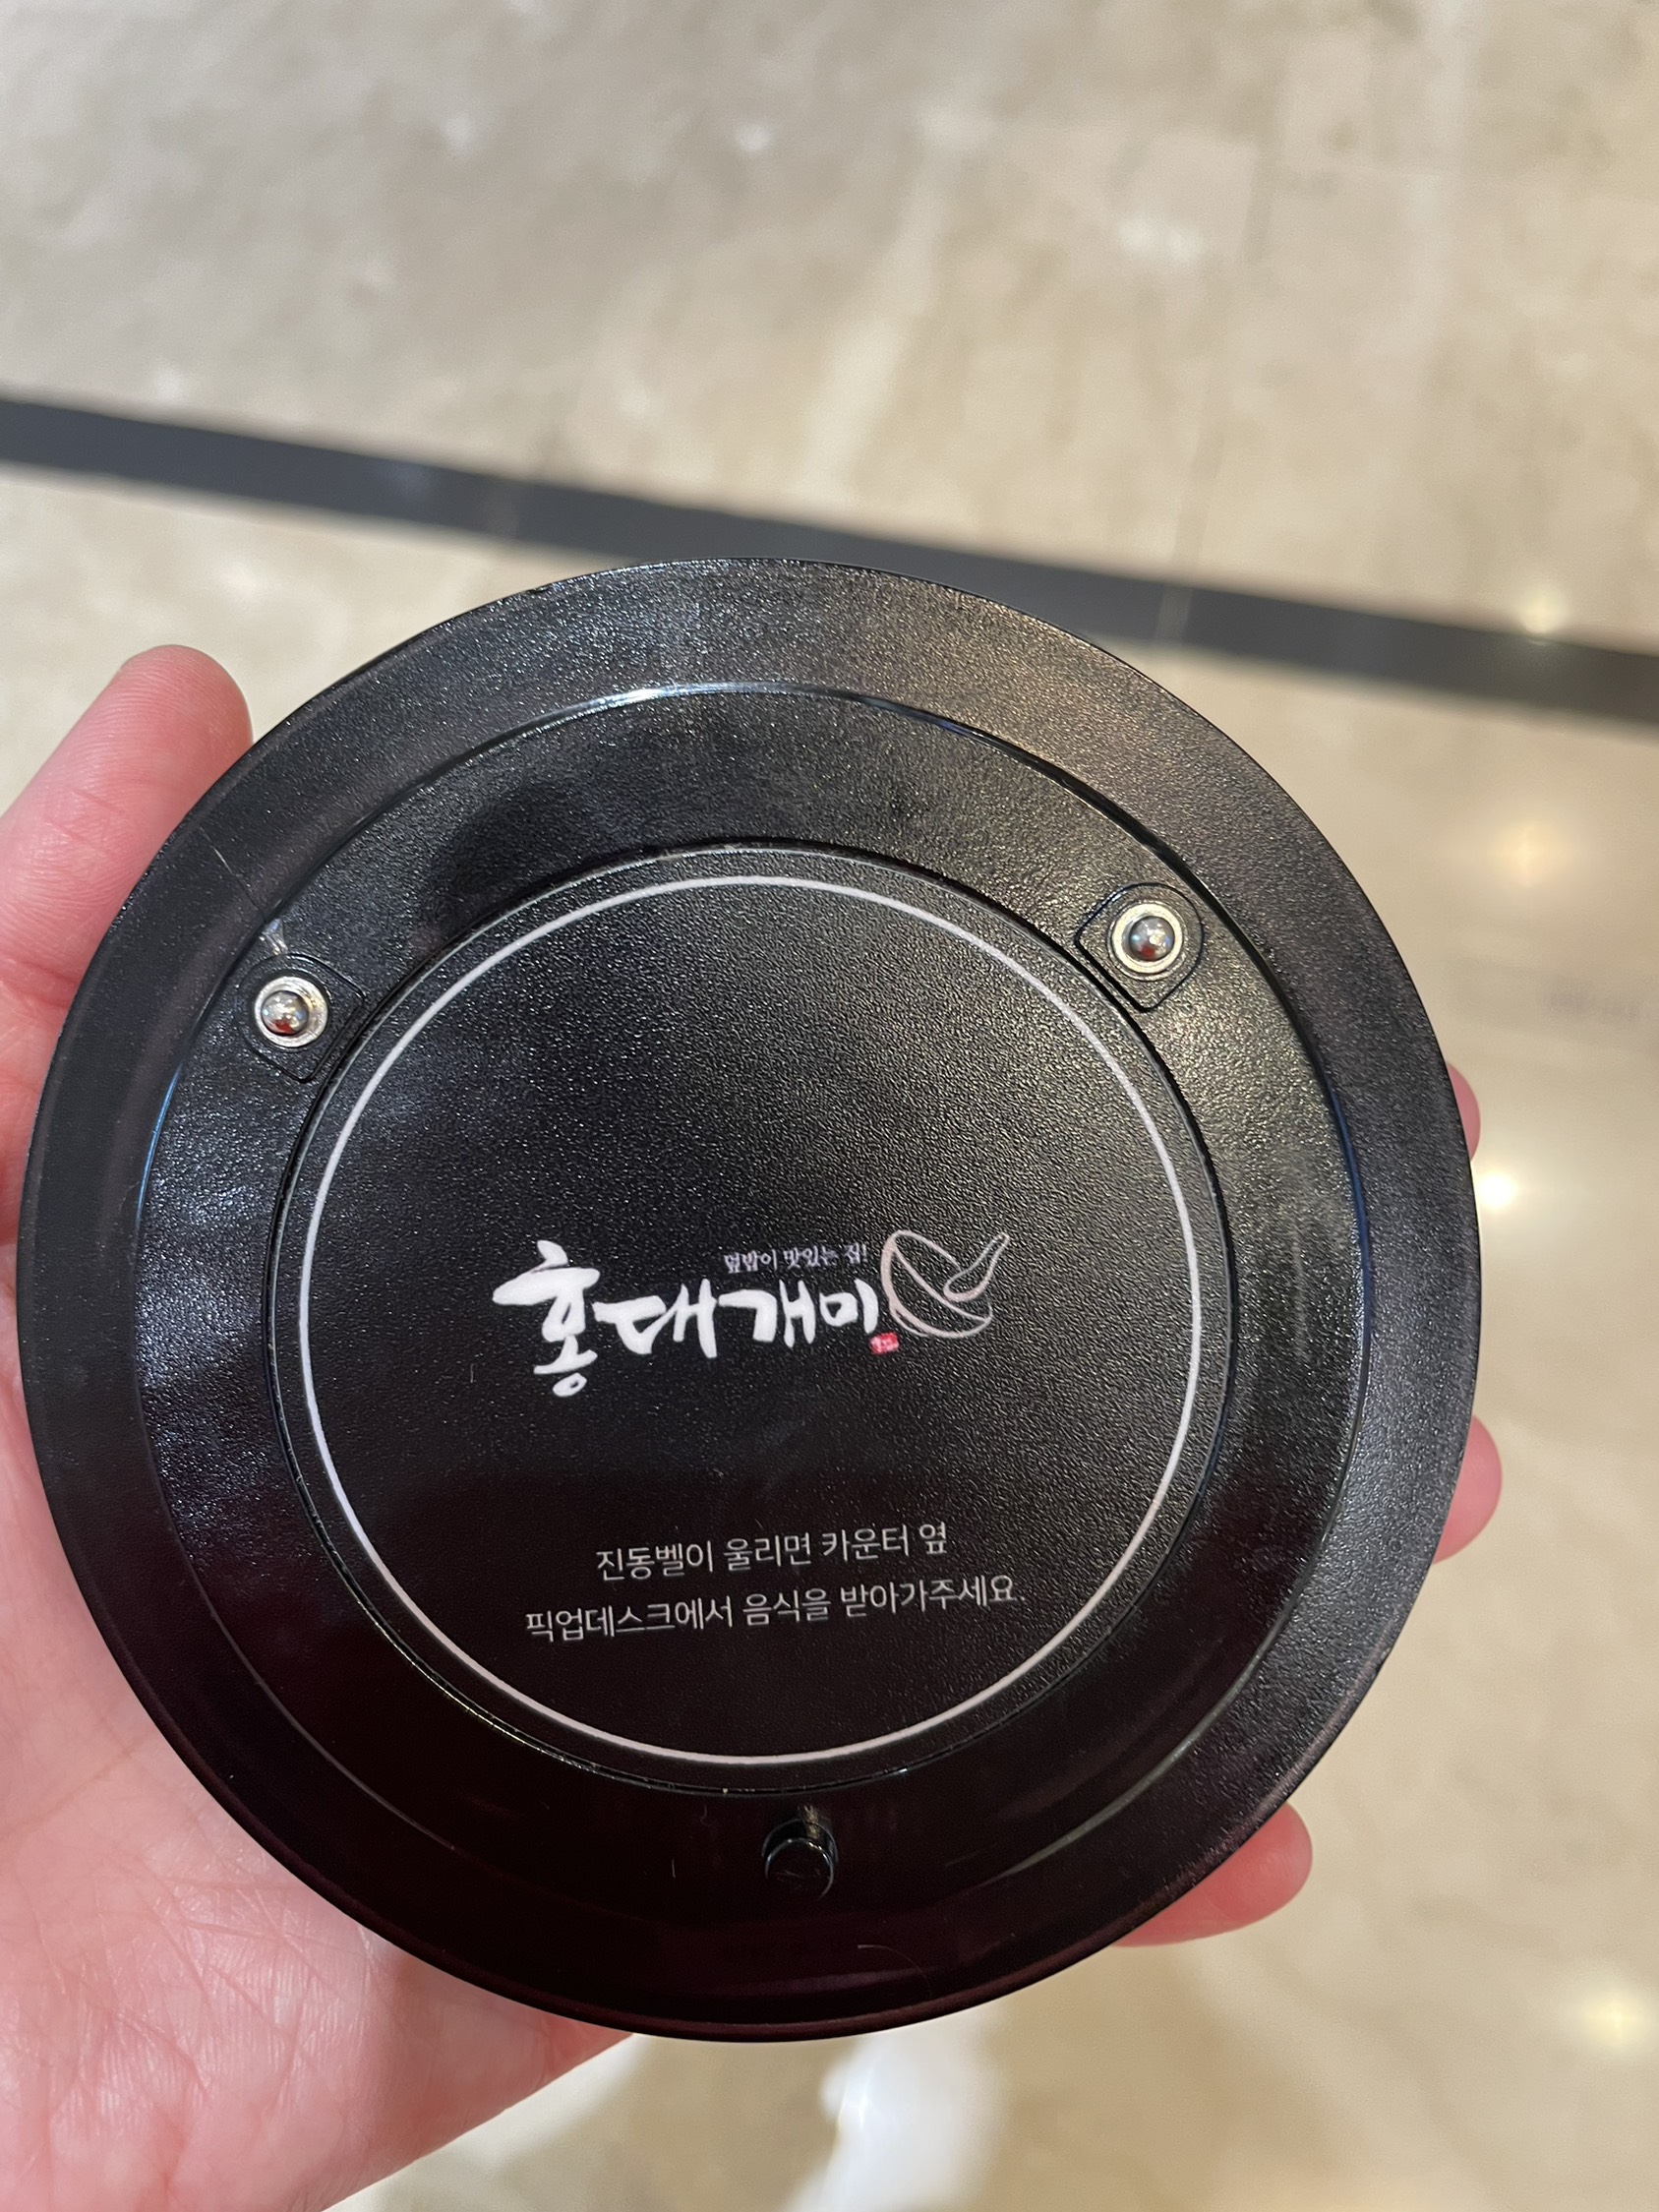 덮밥이 맛있는 집!
홍대개미
진동벨이 울리면 카운터 옆
픽업데스크에서 음식을 받아가주세요.